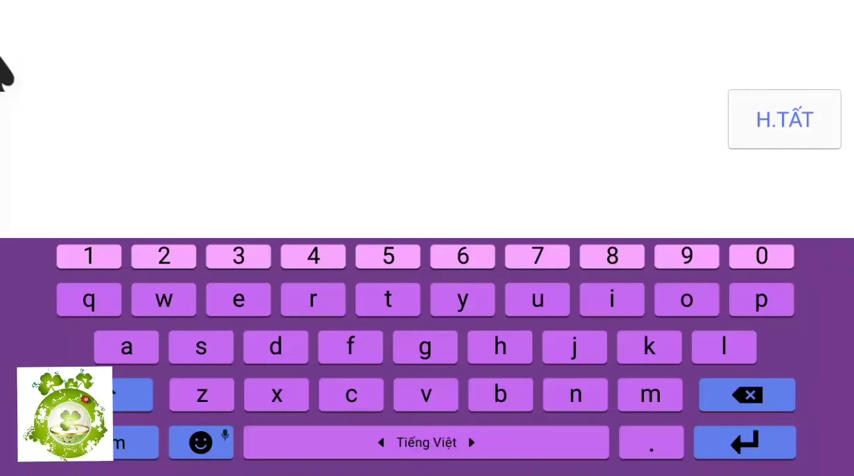 H.TẤT
1 2 3 4 5 6 7 8 9 0
q w e r t y u i o p
a s d f g h j k l
z x c v b n m
m Tiếng Việt .